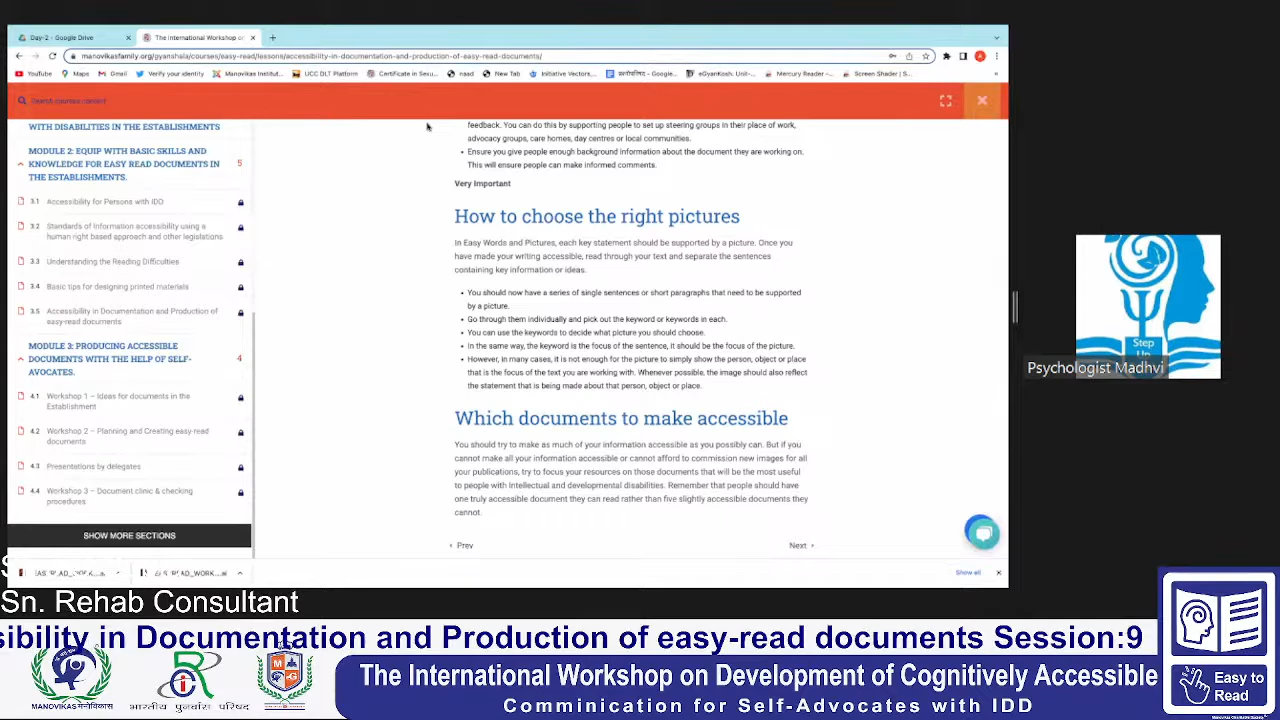 Day-2 - Google Drive
The International Workshop on
manovikasfamily.org/gyanshala/courses/easy-read/lessons/accessibility-in-documentation-and-production-of-easy-read-documents/
YouTube Maps Gmail Verify your identity Manovikas Institut... UCC DLT Platform Certificate in Sexu... naad New Tab Initiative Vectors,... eGyanKosh: Unit-... Mercury Reader –... Screen Shader | S...
Search courses content
WITH DISABILITIES IN THE ESTABLISHMENTS
MODULE 2: EQUIP WITH BASIC SKILLS AND
KNOWLEDGE FOR EASY READ DOCUMENTS IN
THE ESTABLISHMENTS.
5
3.1 Accessibility for Persons with IDD
3.2 Standards of Information accessibility using a
human right based approach and other legislations
3.3 Understanding the Reading Difficulties
3.4 Basic tips for designing printed materials
3.5 Accessibility in Documentation and Production of
easy-read documents
MODULE 3: PRODUCING ACCESSIBLE
DOCUMENTS WITH THE HELP OF SELF-
AVOCATES.
4
4.1 Workshop 1 – Ideas for documents in the
Establishment
4.2 Workshop 2 – Planning and Creating easy-read
documents
4.3 Presentations by delegates
4.4 Workshop 3 – Document clinic & checking
procedures
SHOW MORE SECTIONS
feedback. You can do this by supporting people to set up steering groups in their place of work,
advocacy groups, care homes, day centres or local communities.
• Ensure you give people enough background information about the document they are working on.
This will ensure people can make informed comments.
Very Important
How to choose the right pictures
In Easy Words and Pictures, each key statement should be supported by a picture. Once you
have made your writing accessible, read through your text and separate the sentences
containing key information or ideas.
• You should now have a series of single sentences or short paragraphs that need to be supported
by a picture.
• Go through them individually and pick out the keyword or keywords in each.
• You can use the keywords to decide what picture you should choose.
• In the same way, the keyword is the focus of the sentence, it should be the focus of the picture.
• However, in many cases, it is not enough for the picture to simply show the person, object or place
that is the focus of the text you are working with. Whenever possible, the image should also reflect
the statement that is being made about that person, object or place.
Which documents to make accessible
You should try to make as much of your information accessible as you possibly can. But if you
cannot make all your information accessible or cannot afford to commission new images for all
your publications, try to focus your resources on those documents that will be the most useful
to people with Intellectual and developmental disabilities. Remember that people should have
one truly accessible document they can read rather than five slightly accessible documents they
cannot.
‹ Prev
Next ›
Show all
Step
Up
Psychologist Madhvi
Sn. Rehab Consultant
sibility in Documentation and Production of easy-read documents Session:9
The International Workshop on Development of Cognitively Accessible
Communication for Self-Advocates with IDD
Easy to
Read